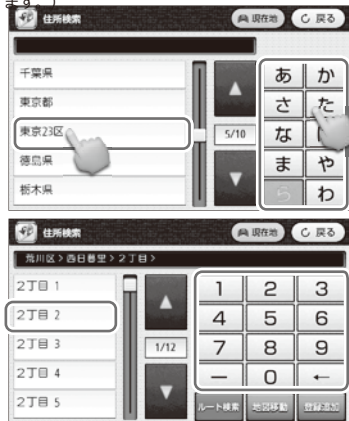 ます。）
住所検索
現在地
戻る
千葉県
東京都
東京23区
徳島県
栃木県
5/10
あ か
さ た
な
ま や
ら わ
住所検索
現在地
戻る
荒川区>西日暮里>2丁目>
2丁目 1
2丁目 2
2丁目 3
2丁目 4
2丁目 5
1/12
1 2 3
4 5 6
7 8 9
— 0 ←
ルート検索 地図移動 登録追加